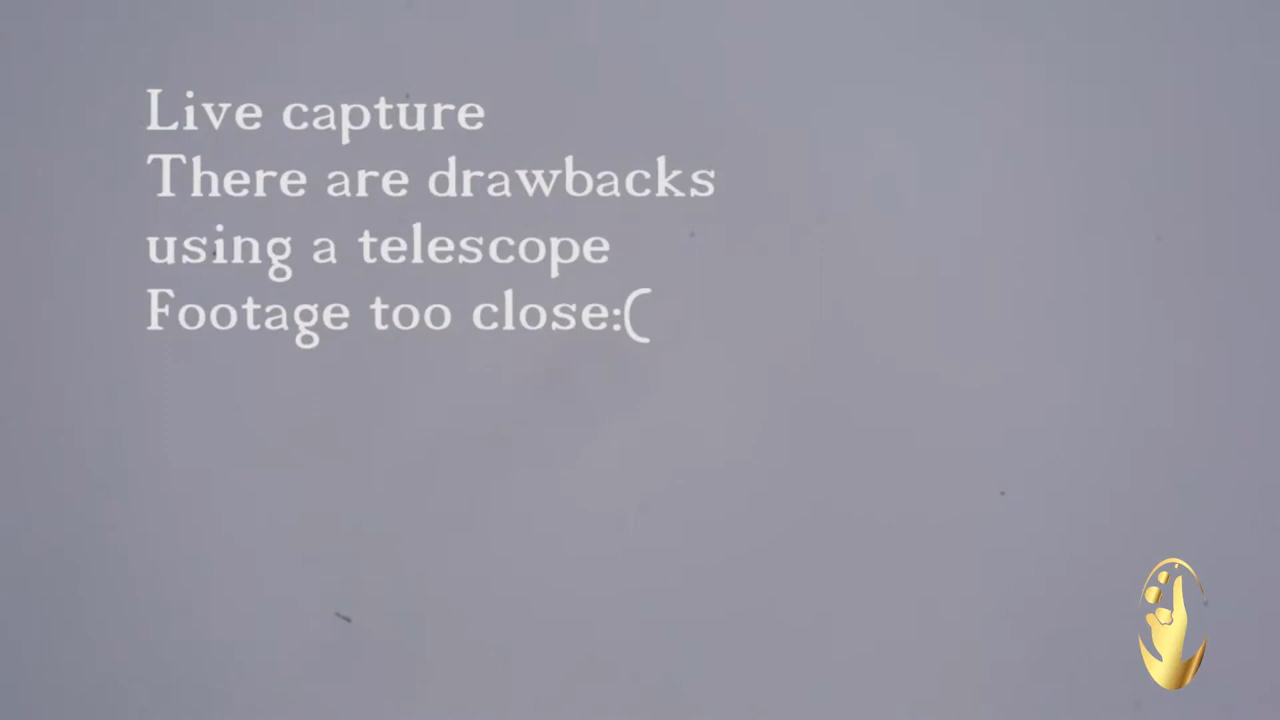 Live capture
There are drawbacks
using a telescope
Footage too close:(